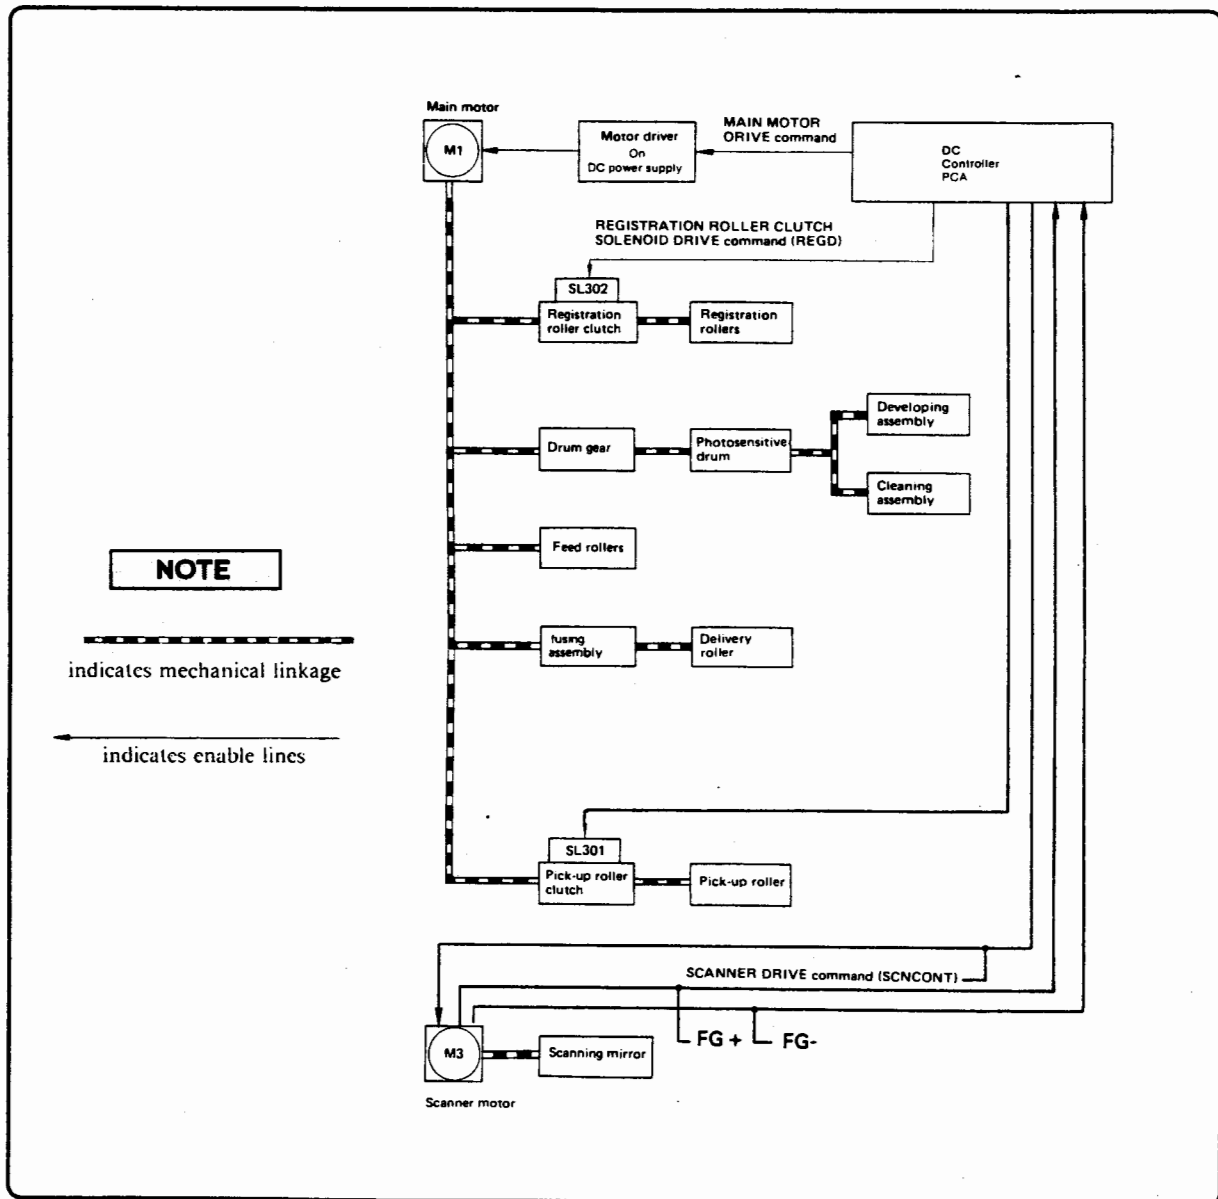 Main motor
M1
Motor driver
On
DC power supply
MAIN MOTOR
DRIVE command
DC
Controller
PCA
REGISTRATION ROLLER CLUTCH
SOLENOID DRIVE command (REGD)
SL302
Registration
roller clutch
Registration
rollers
Drum gear
Photosensitive
drum
Developing
assembly
Cleaning
assembly
Feed rollers
NOTE
indicates mechanical linkage
indicates enable lines
fusing
assembly
Delivery
roller
SL301
Pick-up roller
clutch
Pick-up roller
SCANNER DRIVE command (SCNCONT)
FG +
FG-
M3
Scanning mirror
Scanner motor